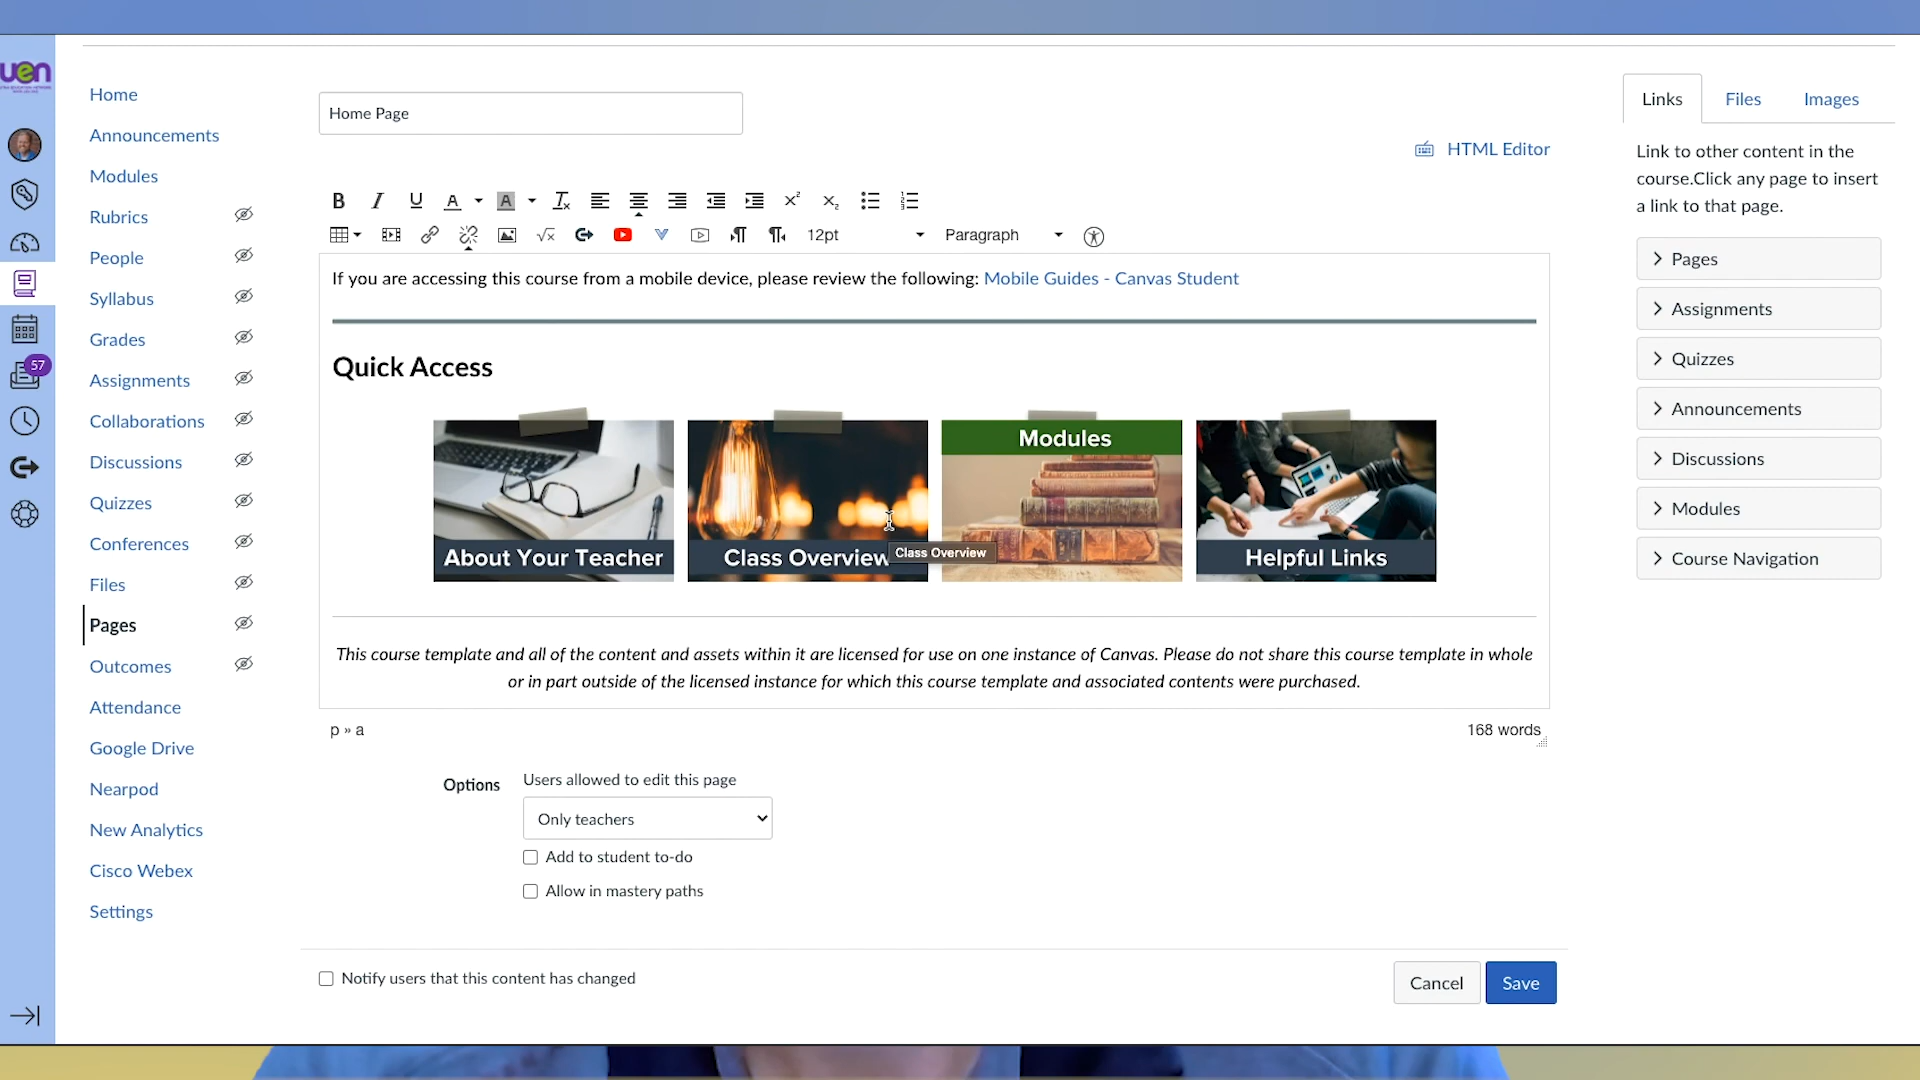 uen
57
Home
Announcements
Modules
Rubrics
People
Syllabus
Grades
Assignments
Collaborations
Discussions
Quizzes
Conferences
Files
Pages
Outcomes
Attendance
Google Drive
Nearpod
New Analytics
Cisco Webex
Settings
Home Page
HTML Editor
12pt
Paragraph
If you are accessing this course from a mobile device, please review the following: Mobile Guides - Canvas Student
Quick Access
About Your Teacher
Class Overview
Class Overview
Modules
Helpful Links
This course template and all of the content and assets within it are licensed for use on one instance of Canvas. Please do not share this course template in whole
or in part outside of the licensed instance for which this course template and associated contents were purchased.
p » a
168 words
Options
Users allowed to edit this page
Only teachers
Add to student to-do
Allow in mastery paths
Notify users that this content has changed
Cancel
Save
Links
Files
Images
Link to other content in the
course.Click any page to insert
a link to that page.
Pages
Assignments
Quizzes
Announcements
Discussions
Modules
Course Navigation